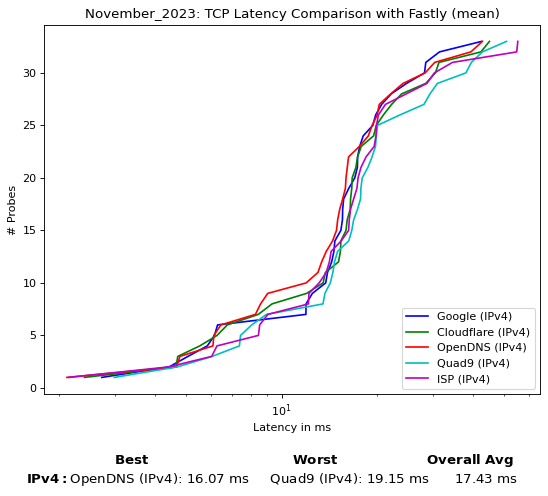 November_2023: TCP Latency Comparison with Fastly (mean)
# Probes
30
25
20
15
10
5
0
Google (IPv4)
Cloudflare (IPv4)
OpenDNS (IPv4)
Quad9 (IPv4)
ISP (IPv4)
10¹
Latency in ms
Best Worst Overall Avg
IPv4: OpenDNS (IPv4): 16.07 ms Quad9 (IPv4): 19.15 ms 17.43 ms